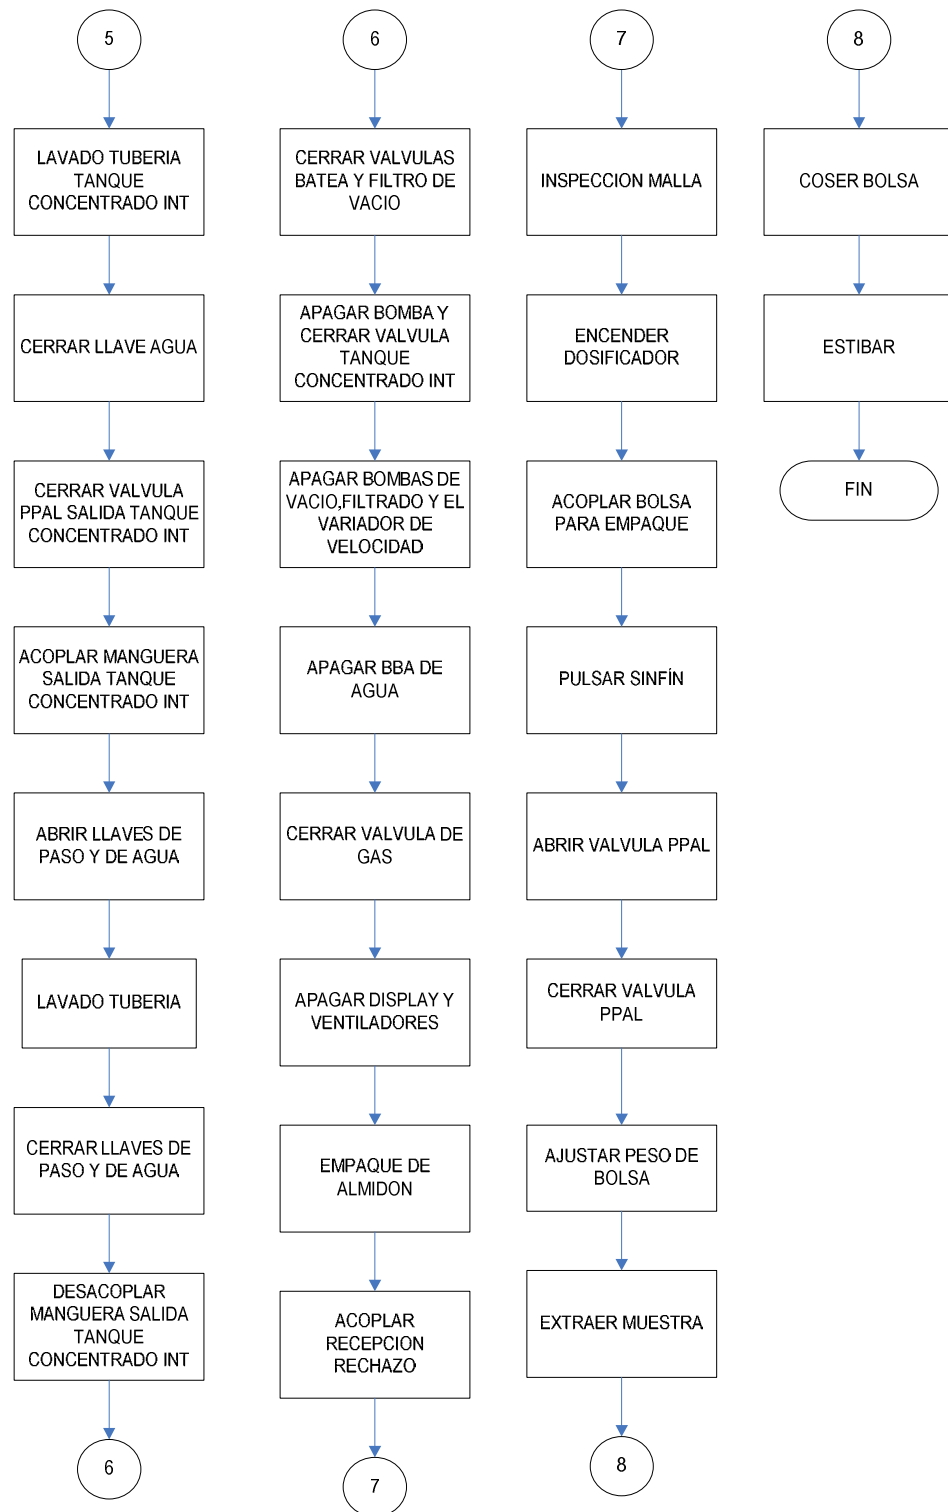 5
LAVADO TUBERIA
TANQUE
CONCENTRADO INT
CERRAR LLAVE AGUA
CERRAR VALVULA
PPAL SALIDA TANQUE
CONCENTRADO INT
ACOPLAR MANGUERA
SALIDA TANQUE
CONCENTRADO INT
ABRIR LLAVES DE
PASO Y DE AGUA
LAVADO TUBERIA
CERRAR LLAVES DE
PASO Y DE AGUA
DESACOPLAR
MANGUERA SALIDA
TANQUE
CONCENTRADO INT
6
6
CERRAR VALVULAS
BATEA Y FILTRO DE
VACIO
APAGAR BOMBA Y
CERRAR VALVULA
TANQUE
CONCENTRADO INT
APAGAR BOMBAS DE
VACIO,FILTRADO Y EL
VARIADOR DE
VELOCIDAD
APAGAR BBA DE
AGUA
CERRAR VALVULA DE
GAS
APAGAR DISPLAY Y
VENTILADORES
EMPAQUE DE
ALMIDON
ACOPLAR
RECEPCION
RECHAZO
7
7
INSPECCION MALLA
ENCENDER
DOSIFICADOR
ACOPLAR BOLSA
PARA EMPAQUE
PULSAR SINFÍN
ABRIR VALVULA PPAL
CERRAR VALVULA
PPAL
AJUSTAR PESO DE
BOLSA
EXTRAER MUESTRA
8
8
COSER BOLSA
ESTIBAR
FIN